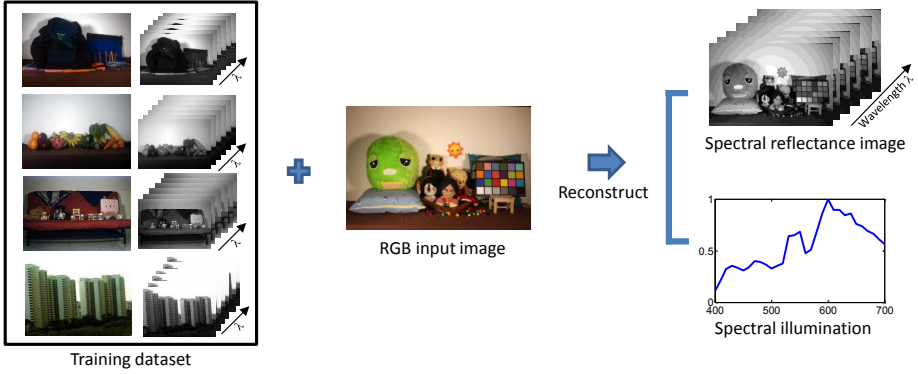 λ
λ
λ
λ
Training dataset
RGB input image
Reconstruct
Wavelength λ
Spectral reflectance image
1
0.5
0
400
500
600
700
Spectral illumination